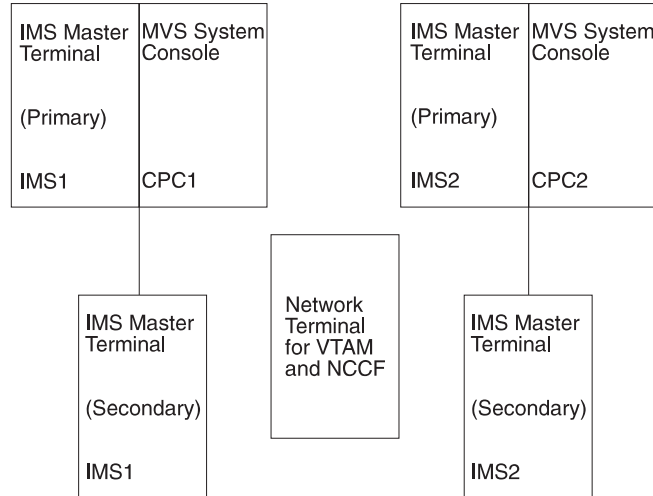 IMS Master
Terminal
(Primary)
IMS1
MVS System
Console
CPC1
IMS Master
Terminal
(Primary)
IMS2
MVS System
Console
CPC2
IMS Master
Terminal
(Secondary)
IMS1
Network
Terminal
for VTAM
and NCCF
IMS Master
Terminal
(Secondary)
IMS2